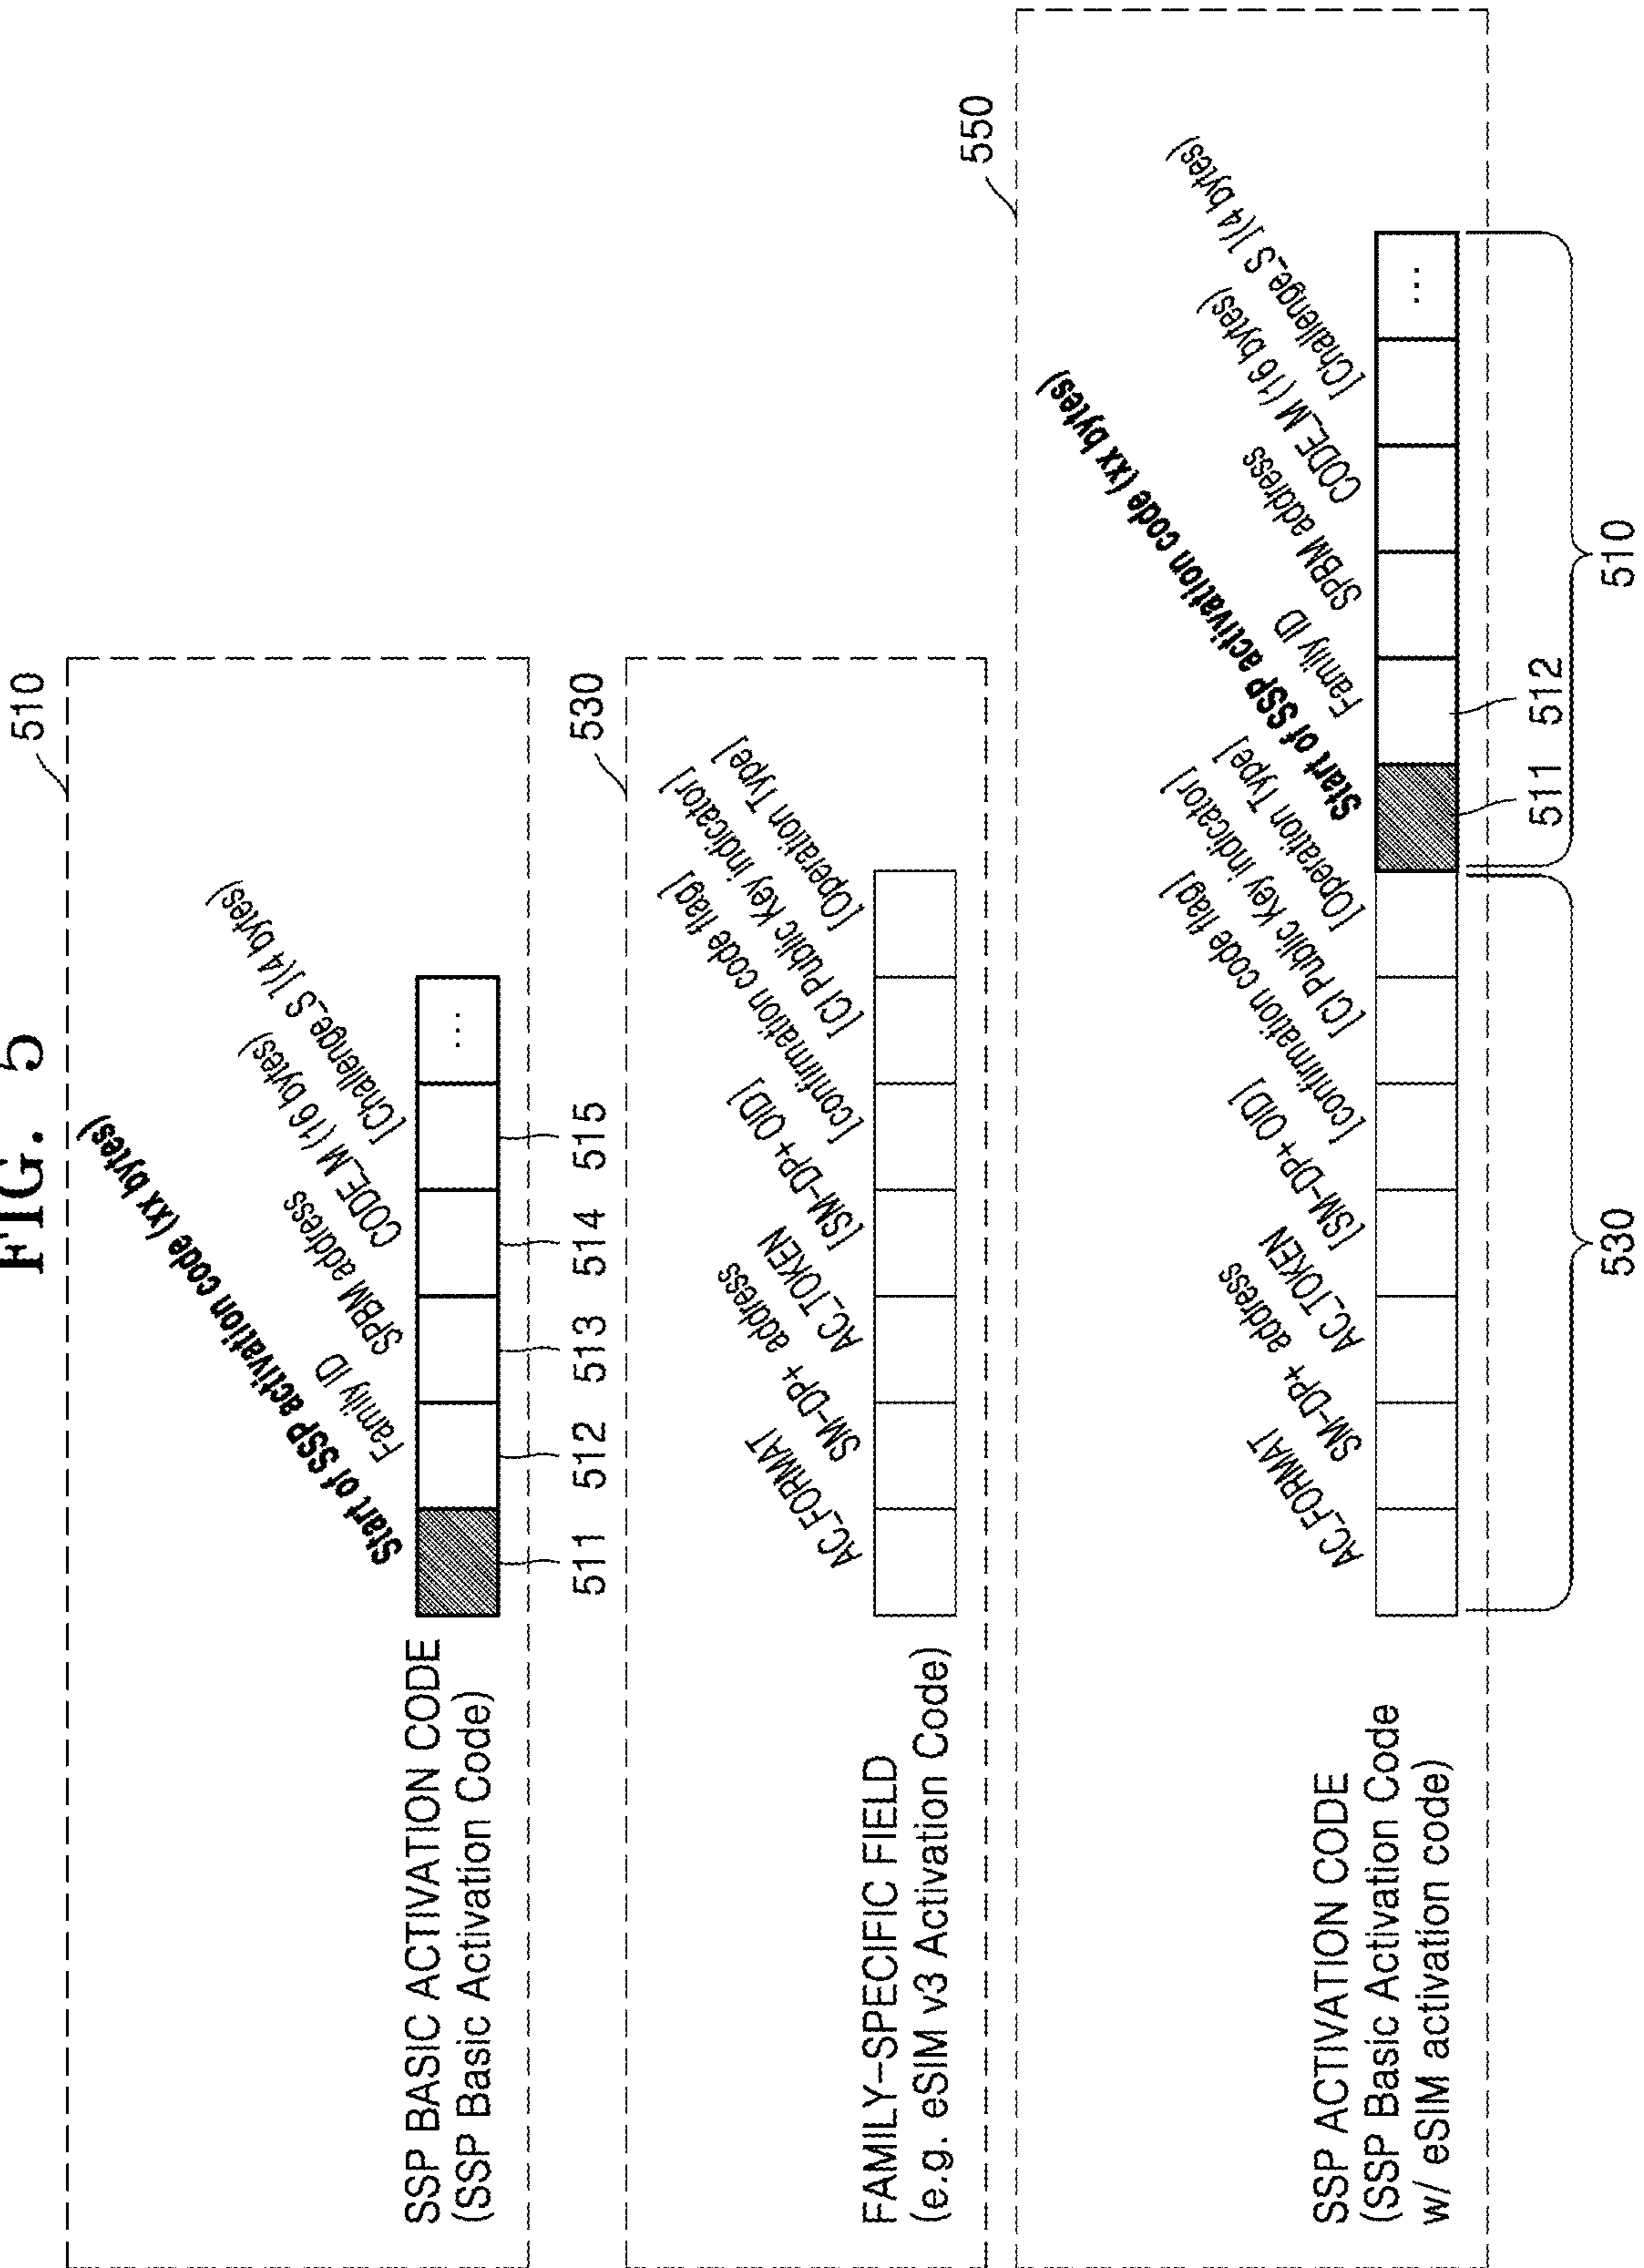 FIG. 5
510
SSP BASIC ACTIVATION CODE
(SSP Basic Activation Code)
Start of SSP activation code (xx bytes)
Family ID
SPBM address
CODE_M (16 bytes)
[Challenge_S ](4 bytes)
...
511
512
513
514
515
530
FAMILY-SPECIFIC FIELD
(e.g. eSIM v3 Activation Code)
AC_FORMAT
SM-DP+ address
AC_TOKEN
[SM-DP+ OID]
[confirmation code flag]
[CI Public Key indicator]
[Operation Type]
550
SSP ACTIVATION CODE
(SSP Basic Activation Code
w/ eSIM activation code)
AC_FORMAT
SM-DP+ address
AC_TOKEN
[SM-DP+ OID]
[confirmation code flag]
[CI Public Key indicator]
[Operation Type]
Start of SSP activation code (xx bytes)
Family ID
SPBM address
CODE_M (16 bytes)
[Challenge_S ](4 bytes)
...
511
512
530
510